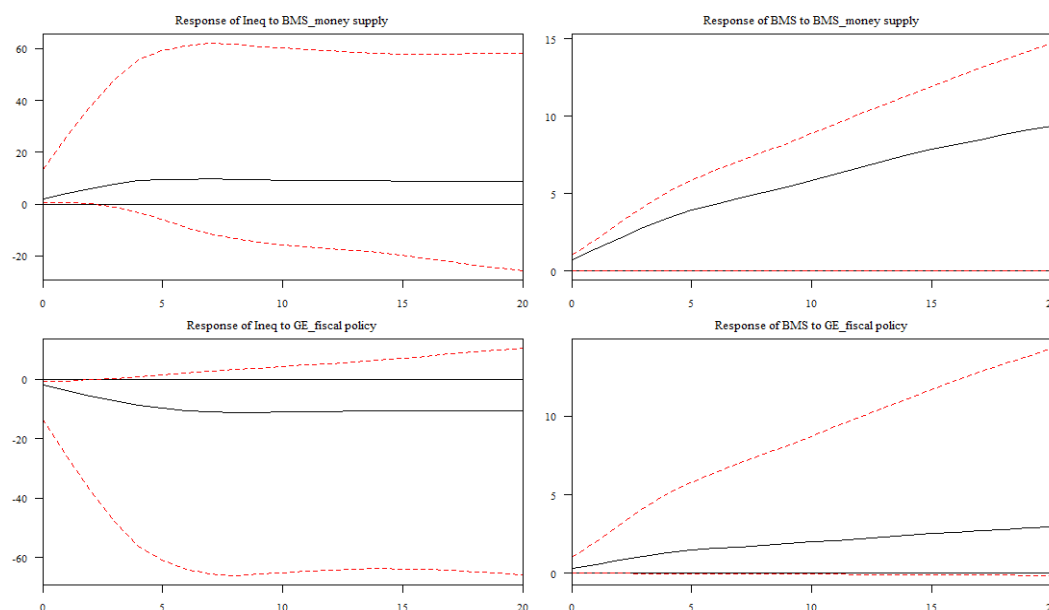 Response of Ineq to BMS_money supply
60
40
20
0
-20
0 5 10 15 20
Response of BMS to BMS_money supply
15
10
5
0
0 5 10 15 20
Response of Ineq to GE_fiscal policy
0
-20
-40
-60
0 5 10 15 20
Response of BMS to GE_fiscal policy
10
5
0
0 5 10 15 20